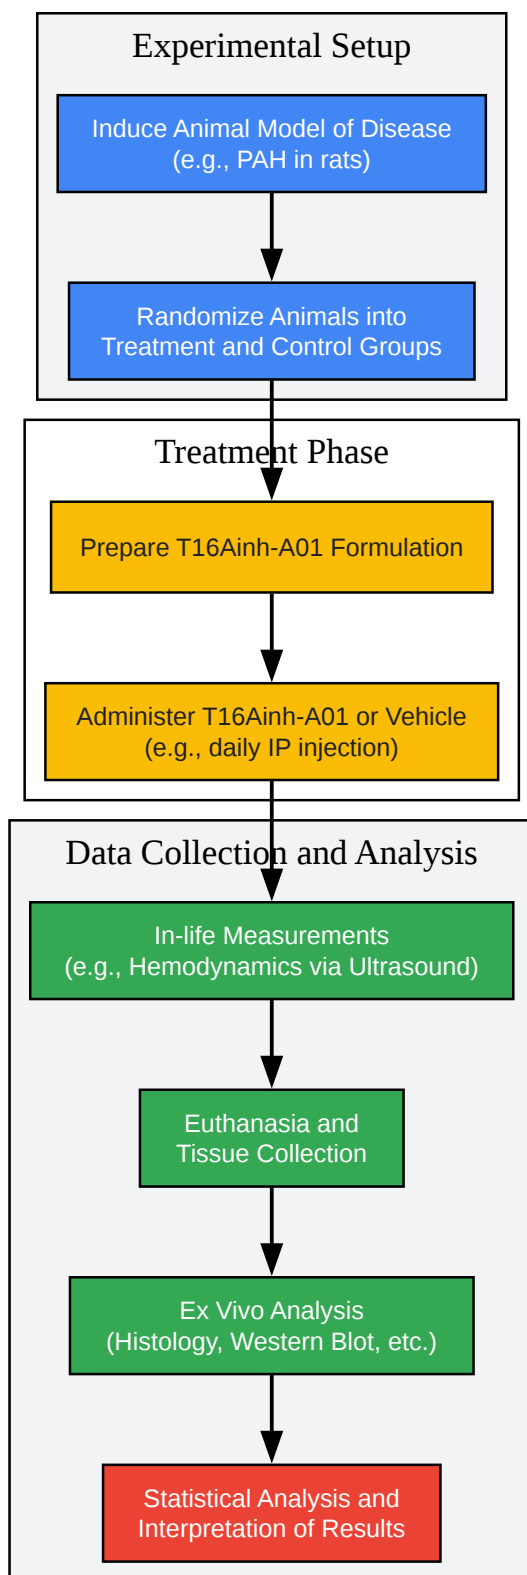 Experimental Setup
Induce Animal Model of Disease
(e.g., PAH in rats)
Randomize Animals into
Treatment and Control Groups
Treatment Phase
Prepare T16Ainh-A01 Formulation
Administer T16Ainh-A01 or Vehicle
(e.g., daily IP injection)
Data Collection and Analysis
In-life Measurements
(e.g., Hemodynamics via Ultrasound)
Euthanasia and
Tissue Collection
Ex Vivo Analysis
(Histology, Western Blot, etc.)
Statistical Analysis and
Interpretation of Results